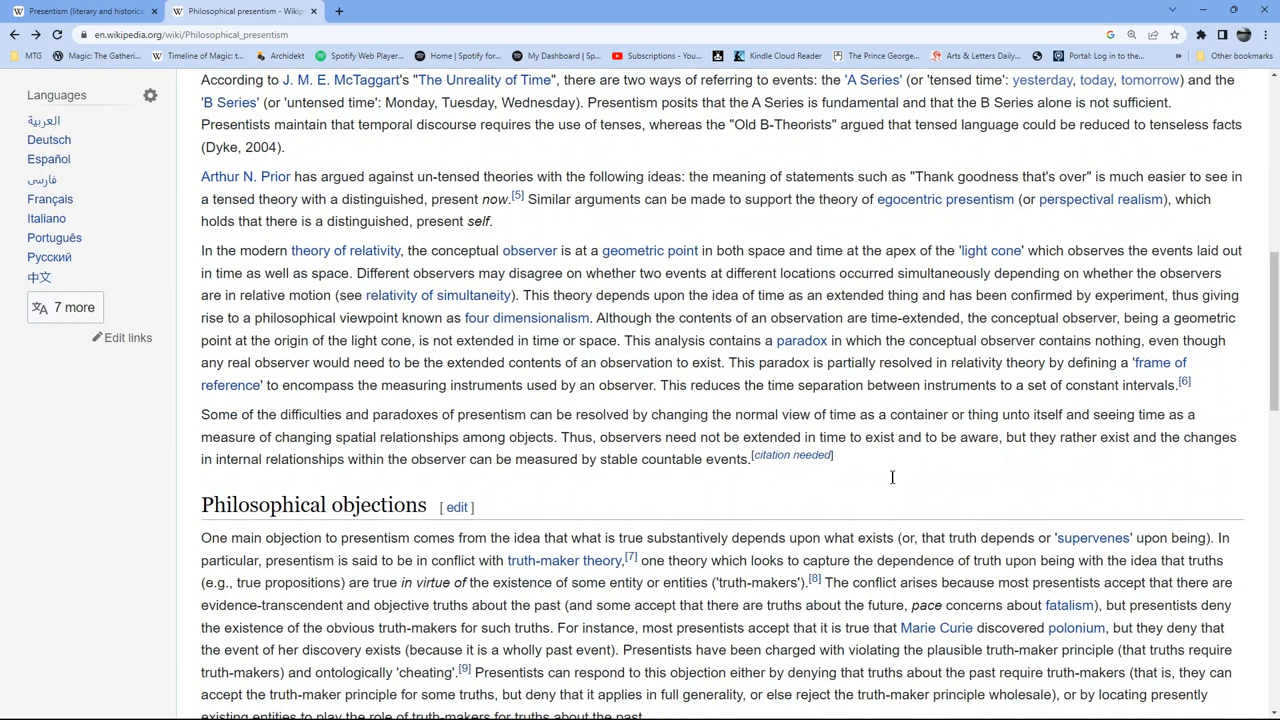 Presentism (literary and historica
Philosophical presentism - Wikip
en.wikipedia.org/wiki/Philosophical_presentism
MTG
Magic: The Gatheri...
Timeline of Magic: t...
Archidekt
Spotify Web Player...
Home | Spotify for...
My Dashboard | Sp...
Subscriptions - You...
Kindle Cloud Reader
The Prince George...
Arts & Letters Daily...
Portal: Log in to the...
»
Other bookmarks
Languages
العربية
Deutsch
Español
فارسی
Français
Italiano
Português
Русский
中文
7 more
Edit links
According to J. M. E. McTaggart's "The Unreality of Time", there are two ways of referring to events: the 'A Series' (or 'tensed time': yesterday, today, tomorrow) and the
'B Series' (or 'untensed time': Monday, Tuesday, Wednesday). Presentism posits that the A Series is fundamental and that the B Series alone is not sufficient.
Presentists maintain that temporal discourse requires the use of tenses, whereas the "Old B-Theorists" argued that tensed language could be reduced to tenseless facts
(Dyke, 2004).
Arthur N. Prior has argued against un-tensed theories with the following ideas: the meaning of statements such as "Thank goodness that's over" is much easier to see in
a tensed theory with a distinguished, present now.[5] Similar arguments can be made to support the theory of egocentric presentism (or perspectival realism), which
holds that there is a distinguished, present self.
In the modern theory of relativity, the conceptual observer is at a geometric point in both space and time at the apex of the 'light cone' which observes the events laid out
in time as well as space. Different observers may disagree on whether two events at different locations occurred simultaneously depending on whether the observers
are in relative motion (see relativity of simultaneity). This theory depends upon the idea of time as an extended thing and has been confirmed by experiment, thus giving
rise to a philosophical viewpoint known as four dimensionalism. Although the contents of an observation are time-extended, the conceptual observer, being a geometric
point at the origin of the light cone, is not extended in time or space. This analysis contains a paradox in which the conceptual observer contains nothing, even though
any real observer would need to be the extended contents of an observation to exist. This paradox is partially resolved in relativity theory by defining a 'frame of
reference' to encompass the measuring instruments used by an observer. This reduces the time separation between instruments to a set of constant intervals.[6]
Some of the difficulties and paradoxes of presentism can be resolved by changing the normal view of time as a container or thing unto itself and seeing time as a
measure of changing spatial relationships among objects. Thus, observers need not be extended in time to exist and to be aware, but they rather exist and the changes
in internal relationships within the observer can be measured by stable countable events.[citation needed]
Philosophical objections [ edit ]
One main objection to presentism comes from the idea that what is true substantively depends upon what exists (or, that truth depends or 'supervenes' upon being). In
particular, presentism is said to be in conflict with truth-maker theory,[7] one theory which looks to capture the dependence of truth upon being with the idea that truths
(e.g., true propositions) are true in virtue of the existence of some entity or entities ('truth-makers').[8] The conflict arises because most presentists accept that there are
evidence-transcendent and objective truths about the past (and some accept that there are truths about the future, pace concerns about fatalism), but presentists deny
the existence of the obvious truth-makers for such truths. For instance, most presentists accept that it is true that Marie Curie discovered polonium, but they deny that
the event of her discovery exists (because it is a wholly past event). Presentists have been charged with violating the plausible truth-maker principle (that truths require
truth-makers) and ontologically 'cheating'.[9] Presentists can respond to this objection either by denying that truths about the past require truth-makers (that is, they can
accept the truth-maker principle for some truths, but deny that it applies in full generality, or else reject the truth-maker principle wholesale), or by locating presently
existing entities to play the role of truth-makers for truths about the past.